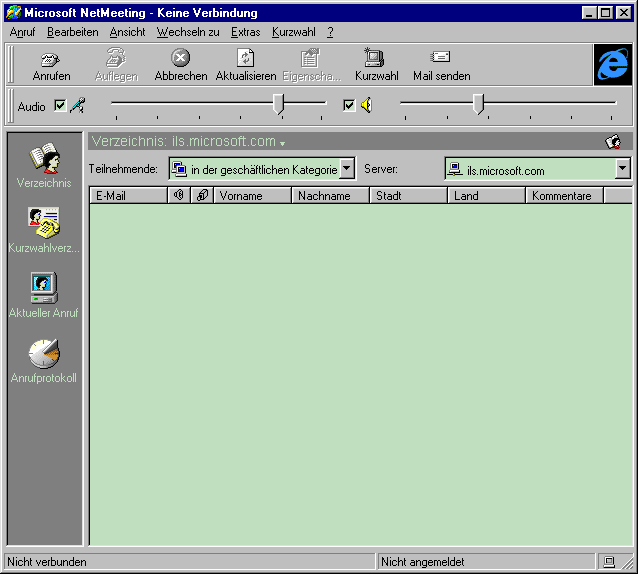 Microsoft NetMeeting - Keine Verbindung
Anruf Bearbeiten Ansicht Wechseln zu Extras Kurzwahl ?
Anrufen Auflegen Abbrechen Aktualisieren Eigenscha... Kurzwahl Mail senden
Audio
Verzeichnis: ils.microsoft.com
Teilnehmende: in der geschäftlichen Kategorie Server: ils.microsoft.com
E-Mail Vorname Nachname Stadt Land Kommentare
Verzeichnis
Kurzwahlverz...
Aktueller Anruf
Anrufprotokoll
Nicht verbunden Nicht angemeldet